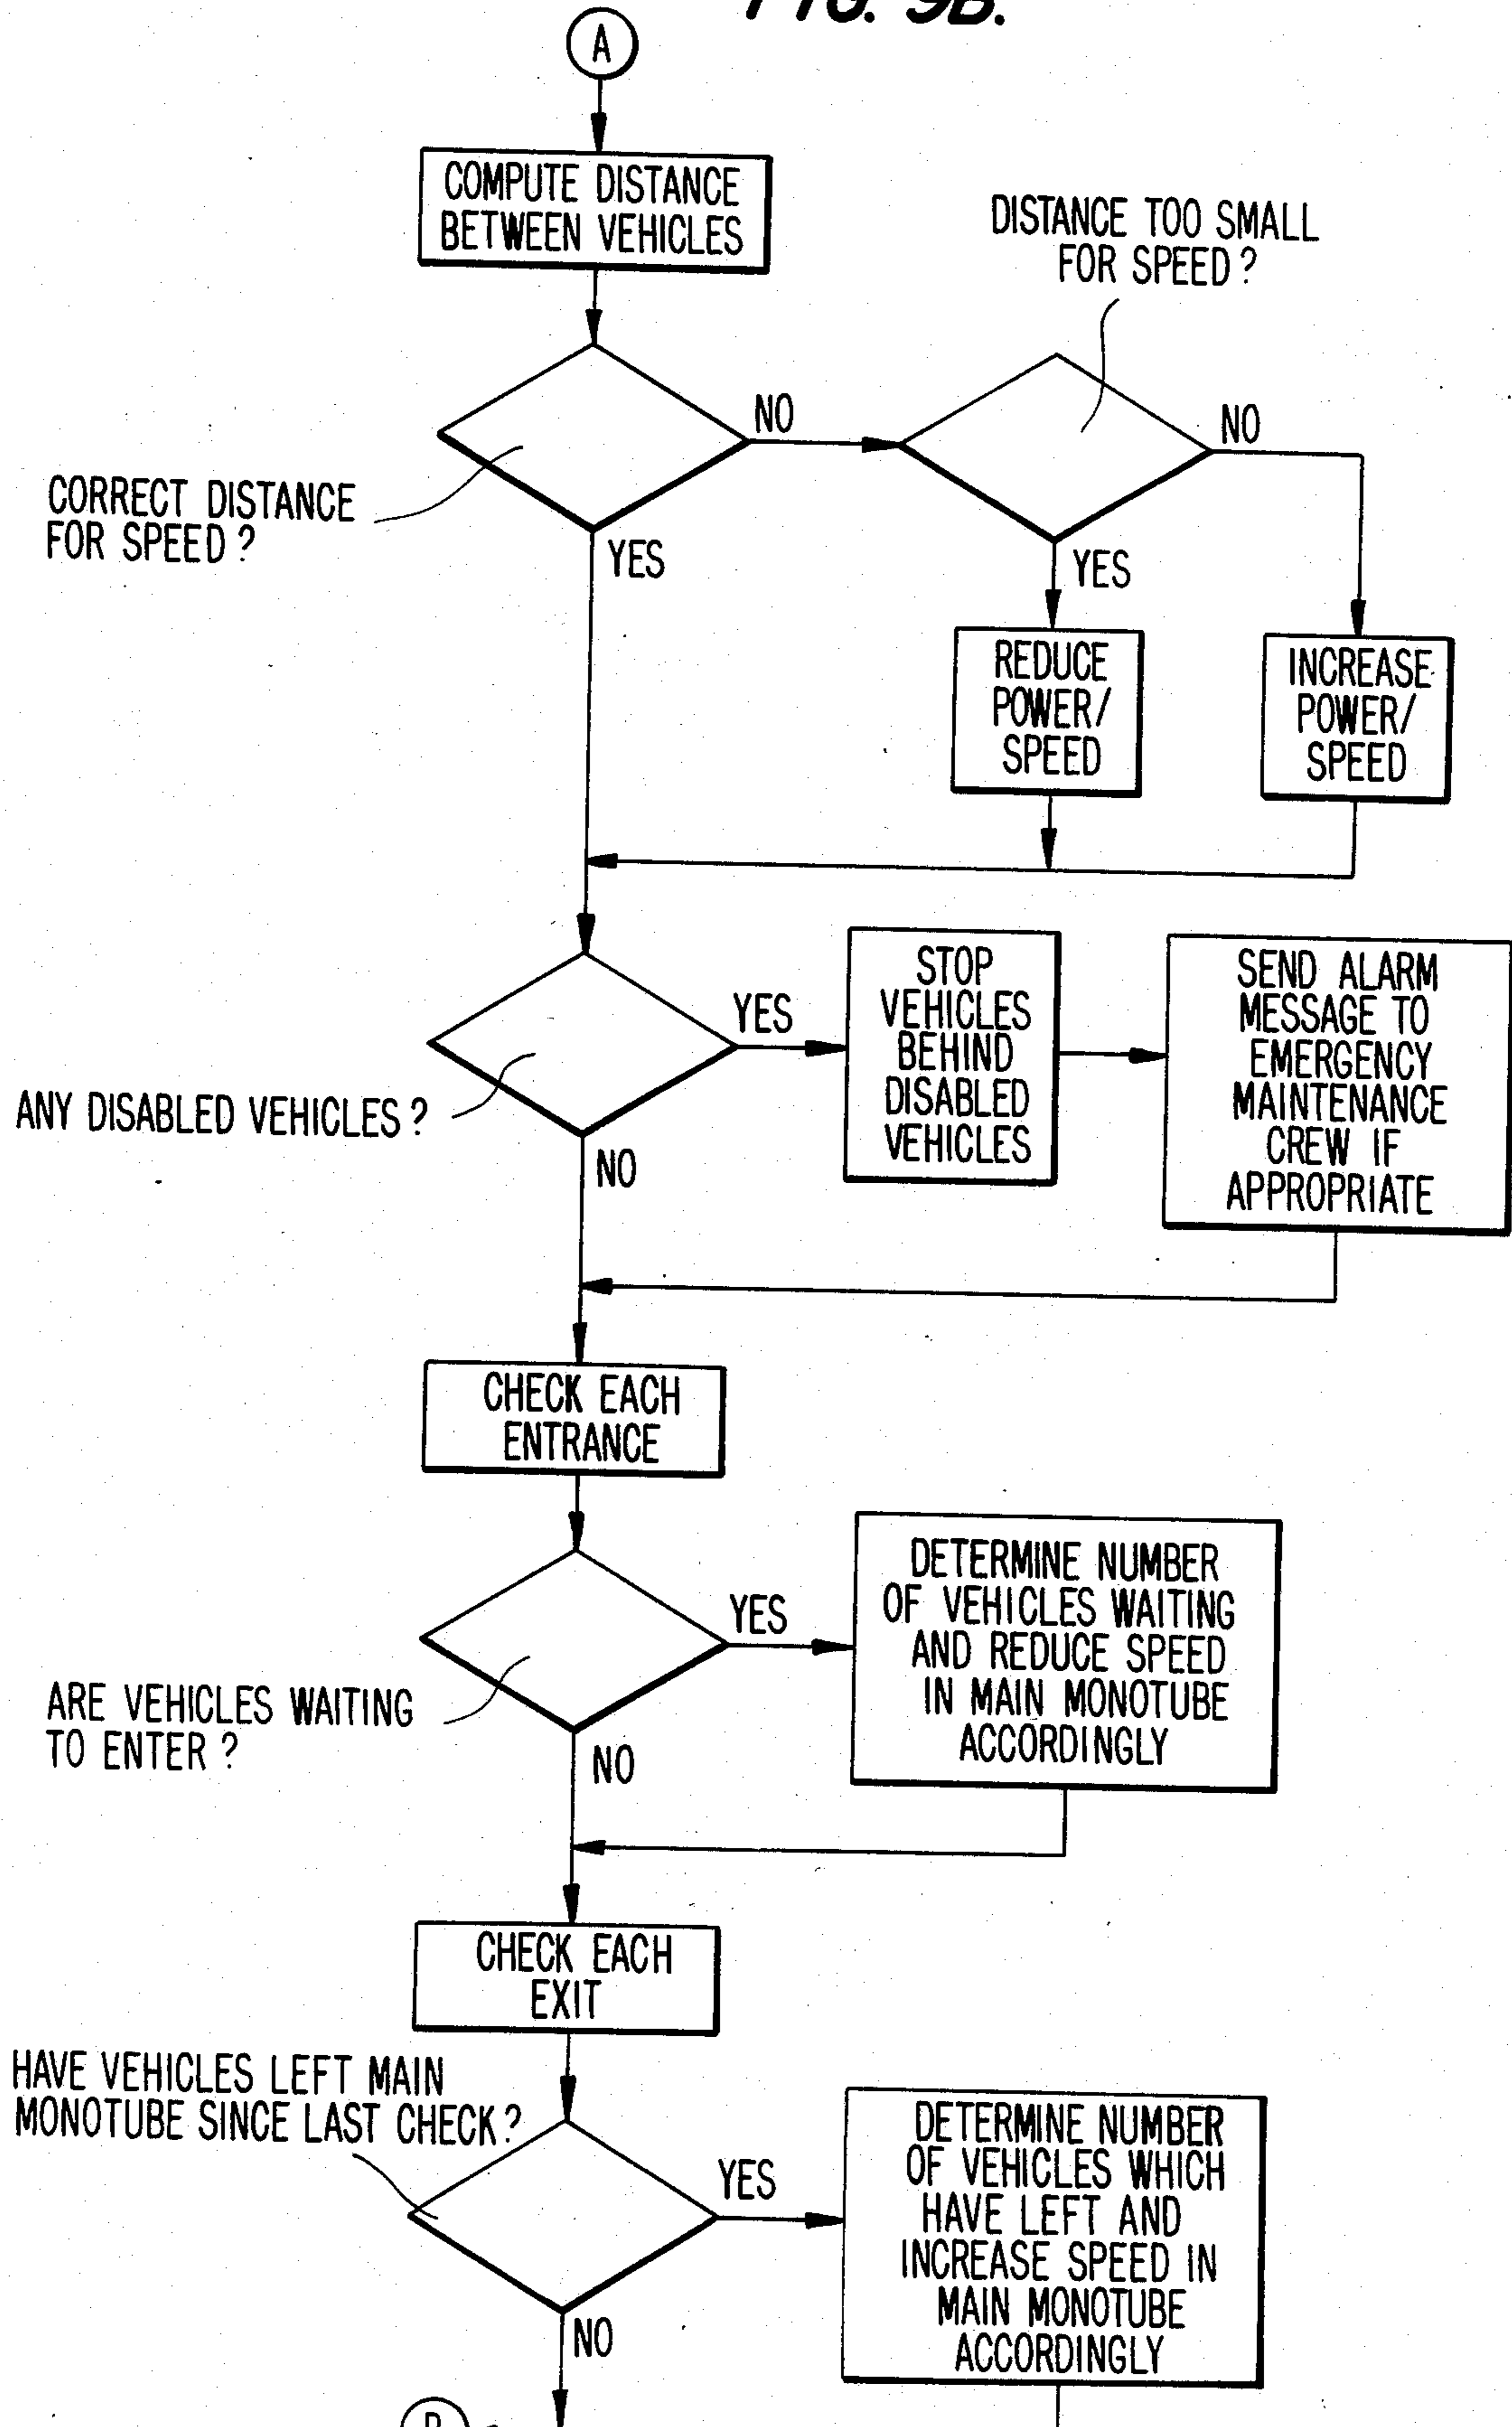 FIG. 9B.
A
COMPUTE DISTANCE
BETWEEN VEHICLES
DISTANCE TOO SMALL
FOR SPEED?
NO
NO
CORRECT DISTANCE
FOR SPEED?
YES
YES
REDUCE
POWER/
SPEED
INCREASE
POWER/
SPEED
ANY DISABLED VEHICLES?
YES
STOP
VEHICLES
BEHIND
DISABLED
VEHICLES
SEND ALARM
MESSAGE TO
EMERGENCY
MAINTENANCE
CREW IF
APPROPRIATE
NO
CHECK EACH
ENTRANCE
ARE VEHICLES WAITING
TO ENTER?
YES
DETERMINE NUMBER
OF VEHICLES WAITING
AND REDUCE SPEED
IN MAIN MONOTUBE
ACCORDINGLY
NO
CHECK EACH
EXIT
HAVE VEHICLES LEFT MAIN
MONOTUBE SINCE LAST CHECK?
YES
DETERMINE NUMBER
OF VEHICLES WHICH
HAVE LEFT AND
INCREASE SPEED IN
MAIN MONOTUBE
ACCORDINGLY
NO